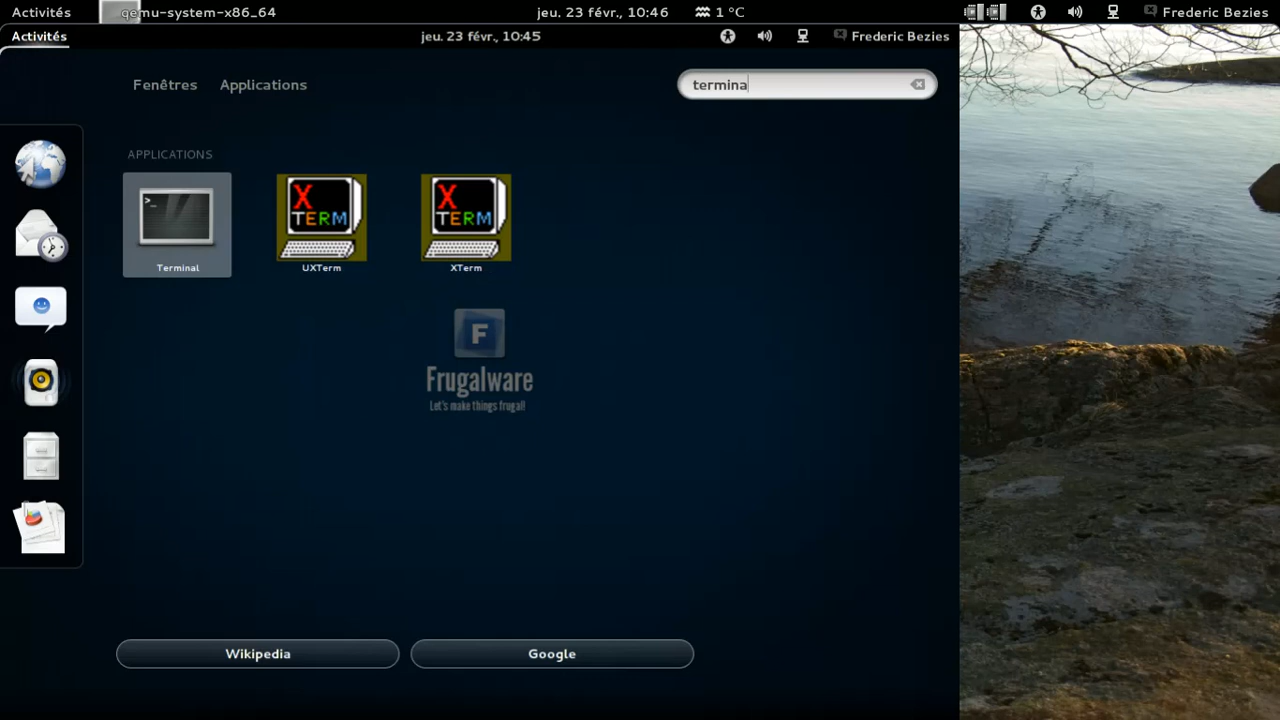 Activités qemu-system-x86_64 jeu. 23 févr., 10:46 1 °C Frederic Bezies
Activités jeu. 23 févr., 10:45 Frederic Bezies
Fenêtres Applications termina
APPLICATIONS
>_
X TERM
X TERM
Terminal UXTerm XTerm
F
Frugalware
Let's make things frugal!
Wikipedia Google